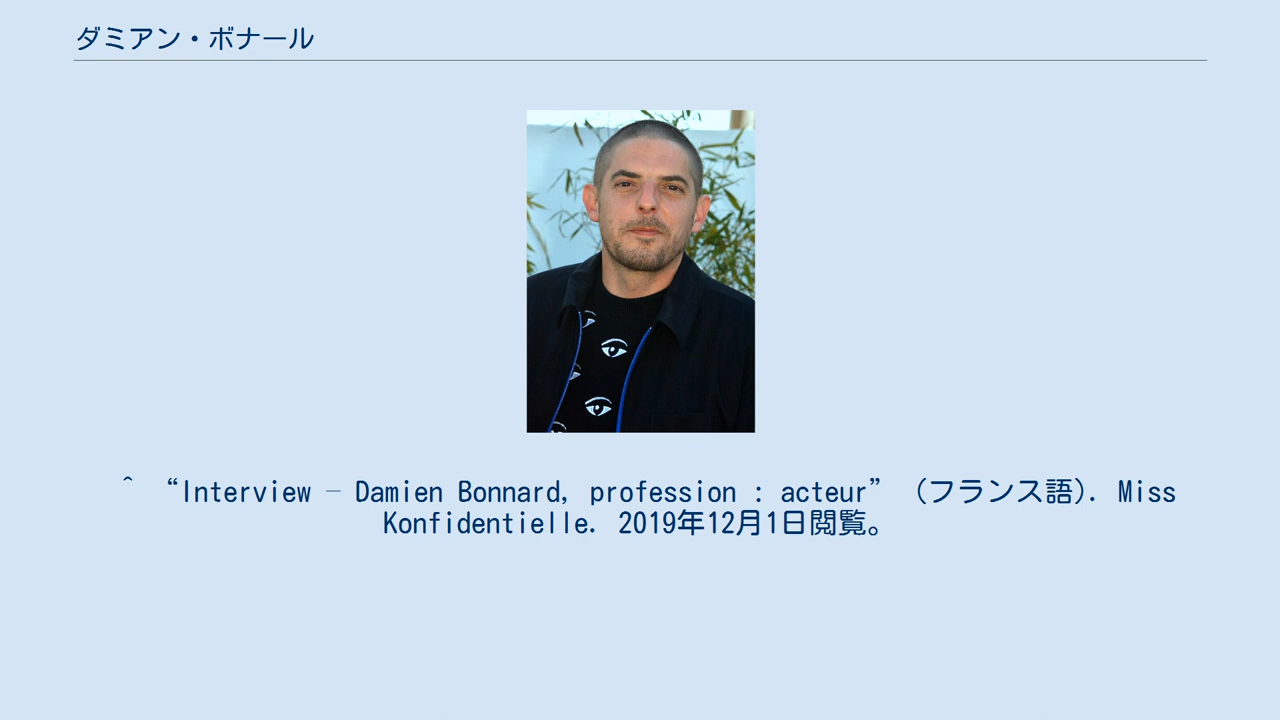 ダミアン・ボナール
^ “Interview – Damien Bonnard, profession : acteur” (フランス語). Miss
Konfidentielle. 2019年12月1日閲覧。